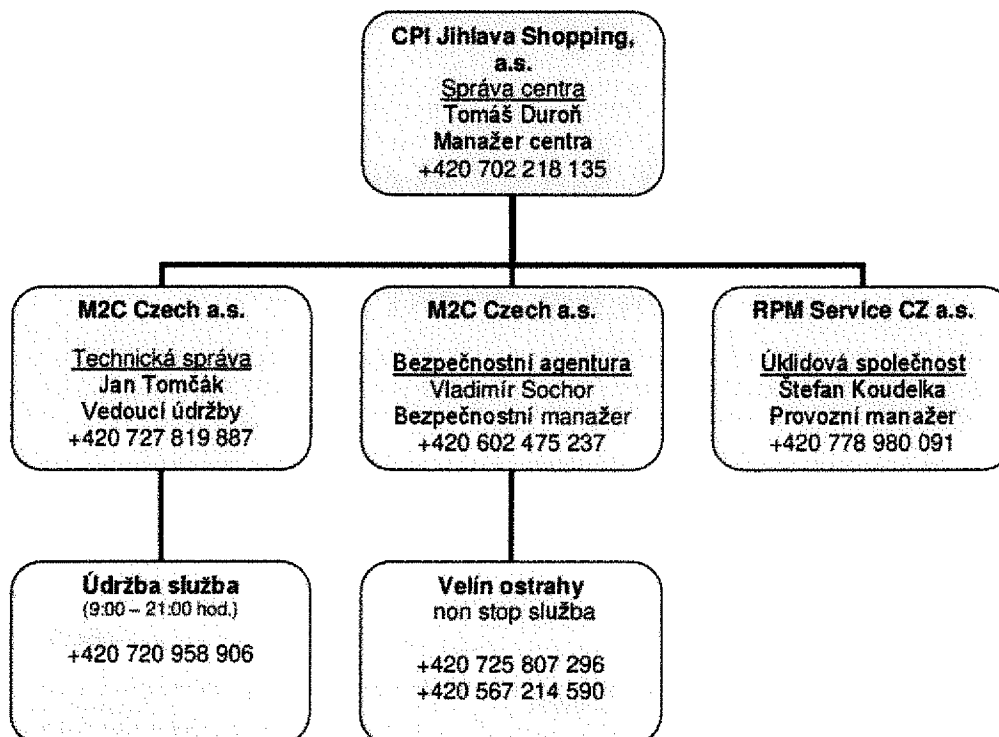 CPI Jihlava Shopping,
a.s.
Správa centra
Tomáš Duroň
Manažer centra
+420 702 218 135
M2C Czech a.s.
Technická správa
Jan Tomčák
Vedoucí údržby
+420 727 819 887
M2C Czech a.s.
Bezpečnostní agentura
Vladimír Sochor
Bezpečnostní manažer
+420 602 475 237
RPM Service CZ a.s.
Úklidová společnost
Štefan Koudelka
Provozní manažer
+420 778 980 091
Údržba služba
(9:00 – 21:00 hod.)
+420 720 958 906
Velín ostrahy
non stop služba
+420 725 807 296
+420 567 214 590